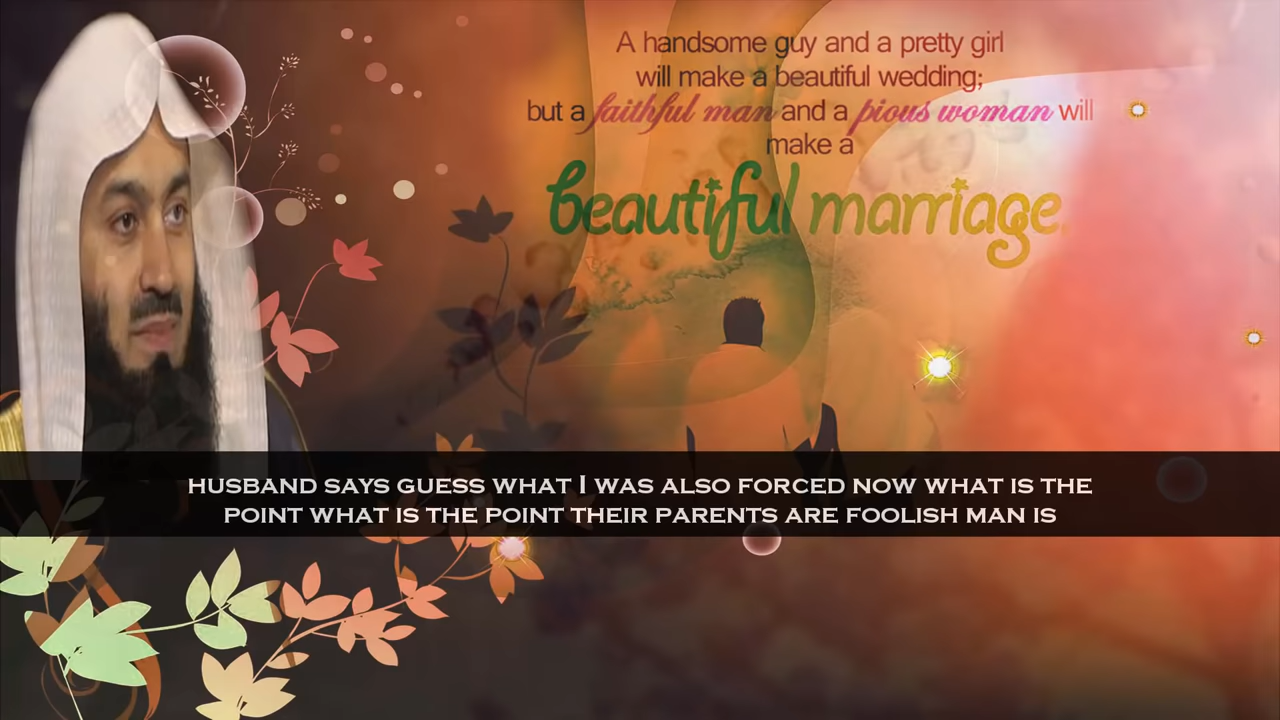 A handsome guy and a pretty girl
will make a beautiful wedding;
but a faithful man and a pious woman will
make a
beautiful marriage.
HUSBAND SAYS GUESS WHAT I WAS ALSO FORCED NOW WHAT IS THE
POINT WHAT IS THE POINT THEIR PARENTS ARE FOOLISH MAN IS